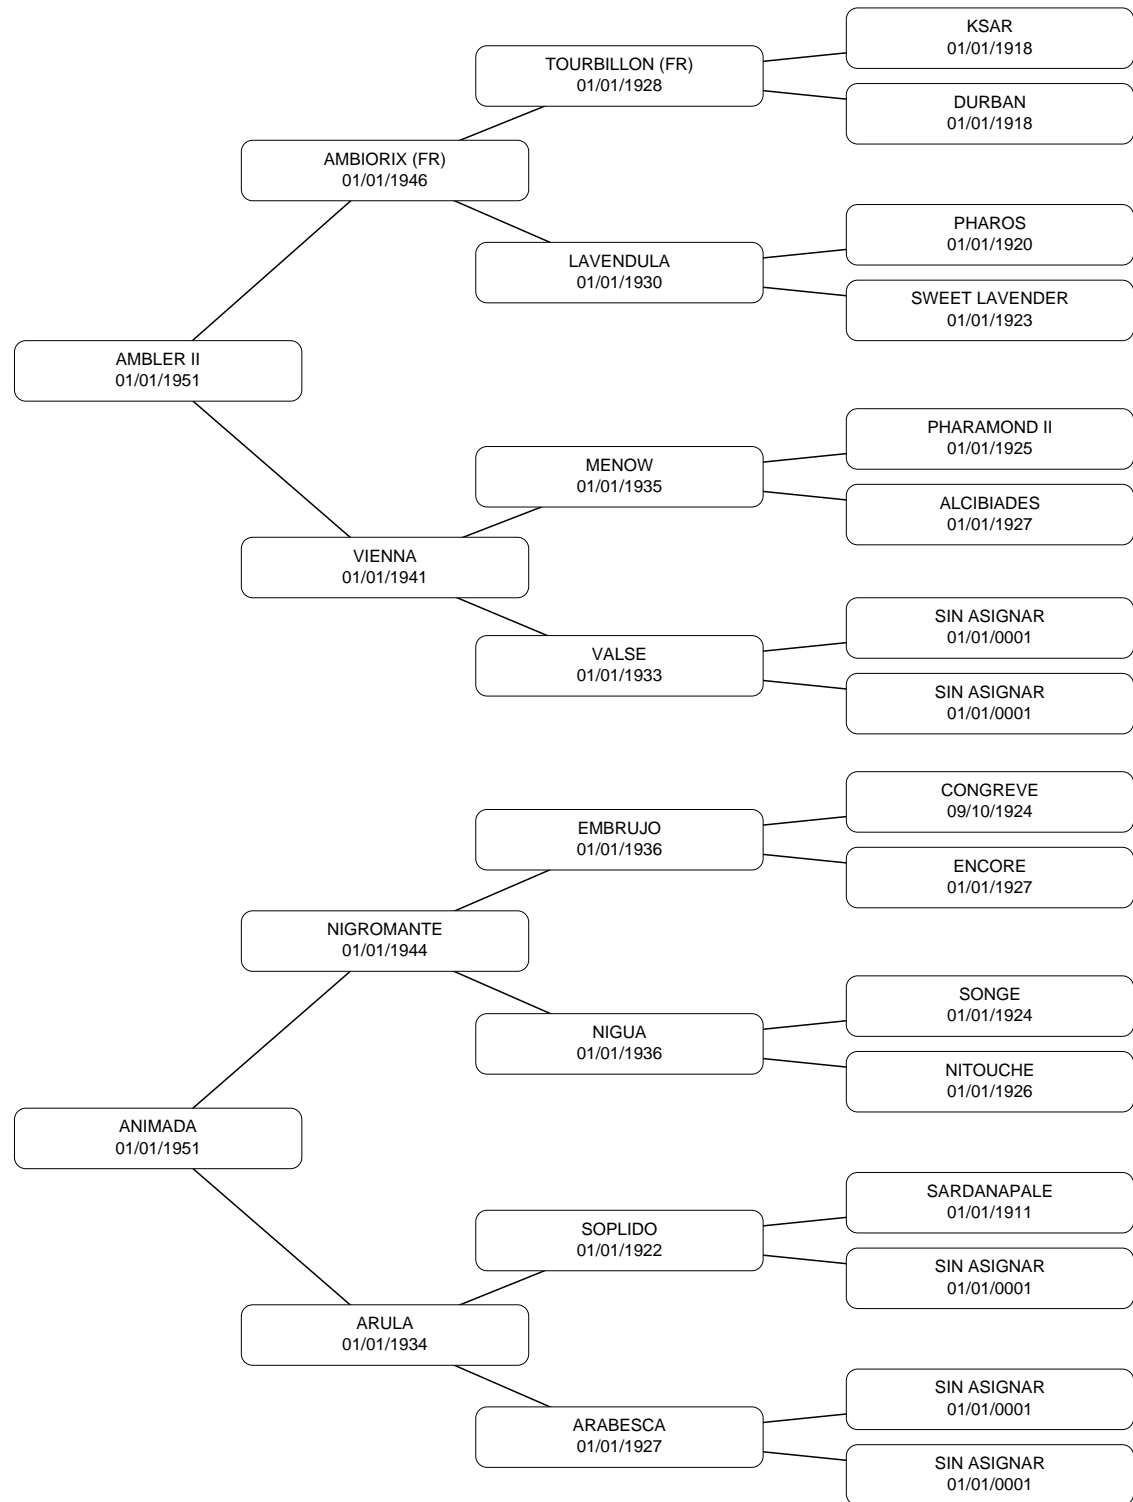 KSAR
01/01/1918
TOURBILLON (FR)
01/01/1928
DURBAN
01/01/1918
AMBIORIX (FR)
01/01/1946
PHAROS
01/01/1920
LAVENDULA
01/01/1930
SWEET LAVENDER
01/01/1923
AMBLER II
01/01/1951
PHARAMOND II
01/01/1925
MENOW
01/01/1935
ALCIBIADES
01/01/1927
VIENNA
01/01/1941
SIN ASIGNAR
01/01/0001
VALSE
01/01/1933
SIN ASIGNAR
01/01/0001
CONGREVE
09/10/1924
EMBRUJO
01/01/1936
ENCORE
01/01/1927
NIGROMANTE
01/01/1944
SONGE
01/01/1924
NIGUA
01/01/1936
NITOUCHE
01/01/1926
ANIMADA
01/01/1951
SARDANAPALE
01/01/1911
SOPLIDO
01/01/1922
SIN ASIGNAR
01/01/0001
ARULA
01/01/1934
SIN ASIGNAR
01/01/0001
ARABESCA
01/01/1927
SIN ASIGNAR
01/01/0001